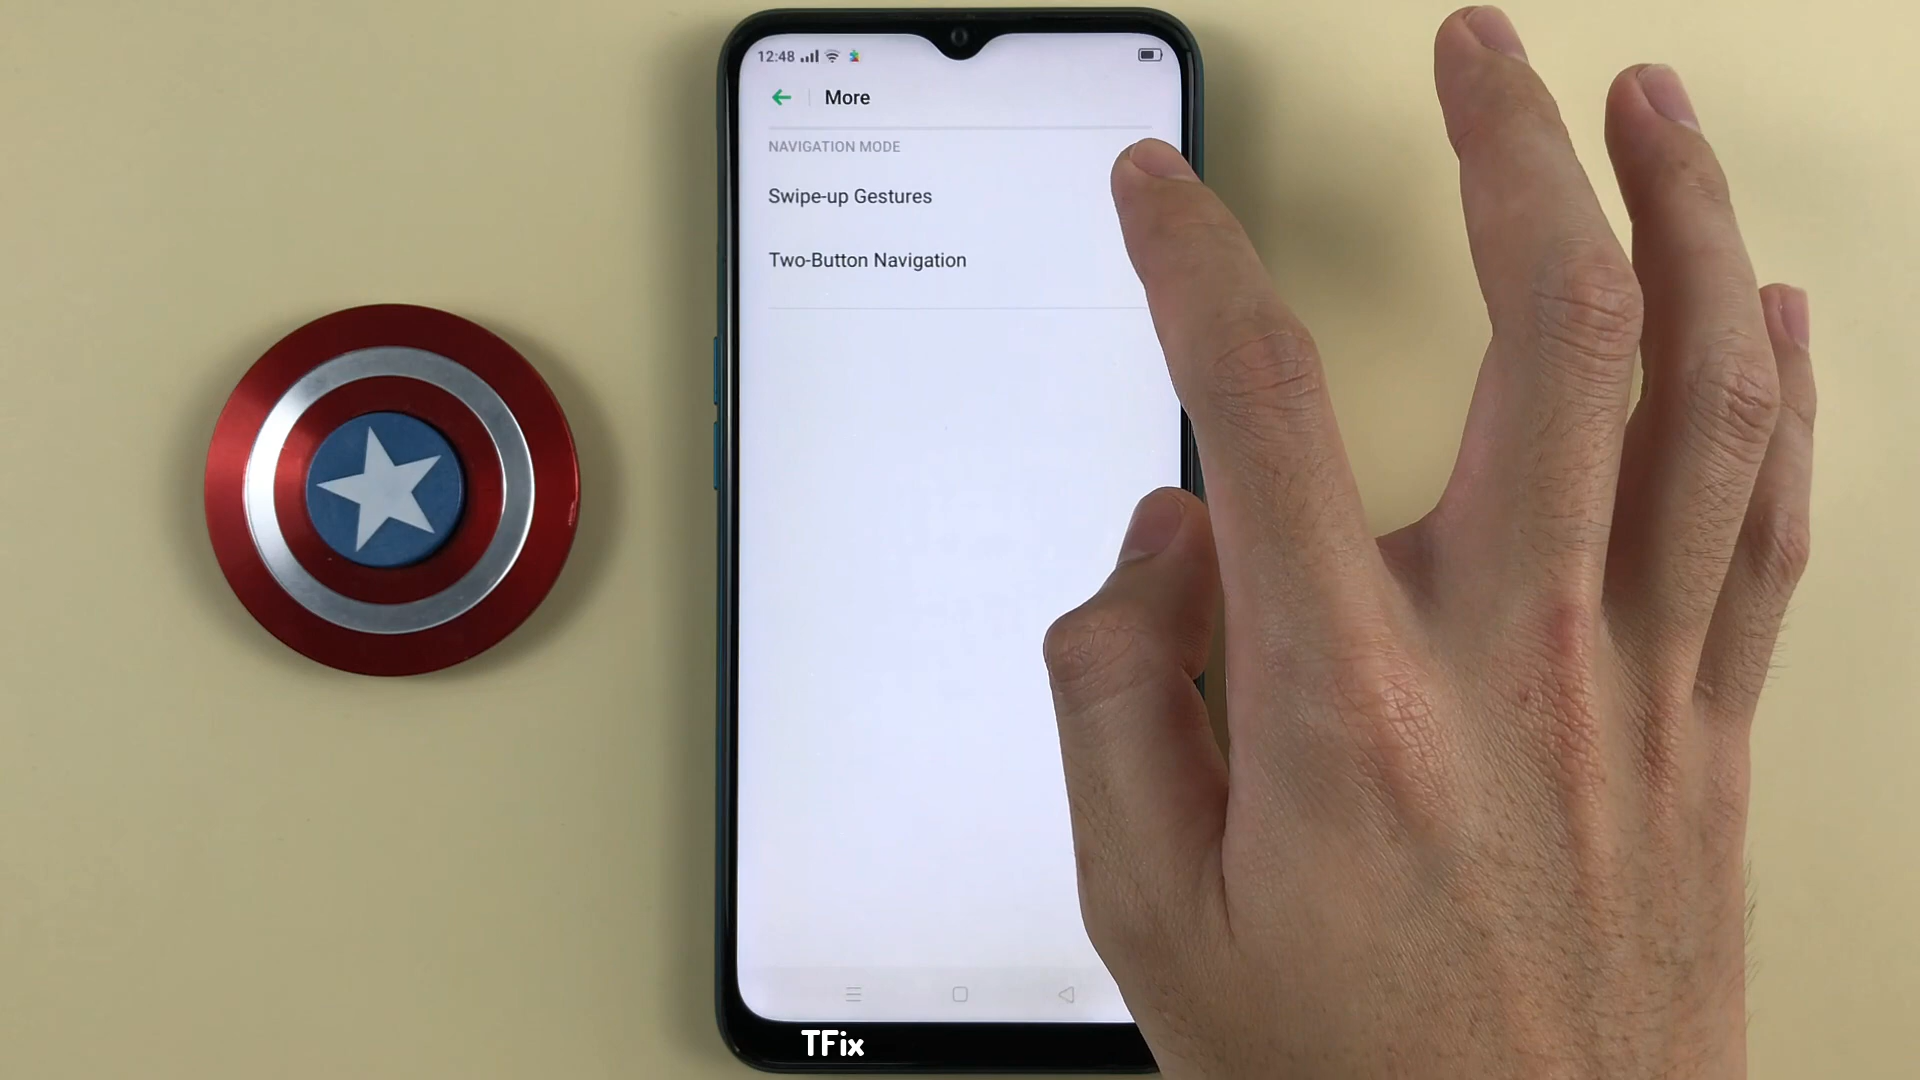 12:48
More
NAVIGATION MODE
Swipe-up Gestures
Two-Button Navigation
TFix